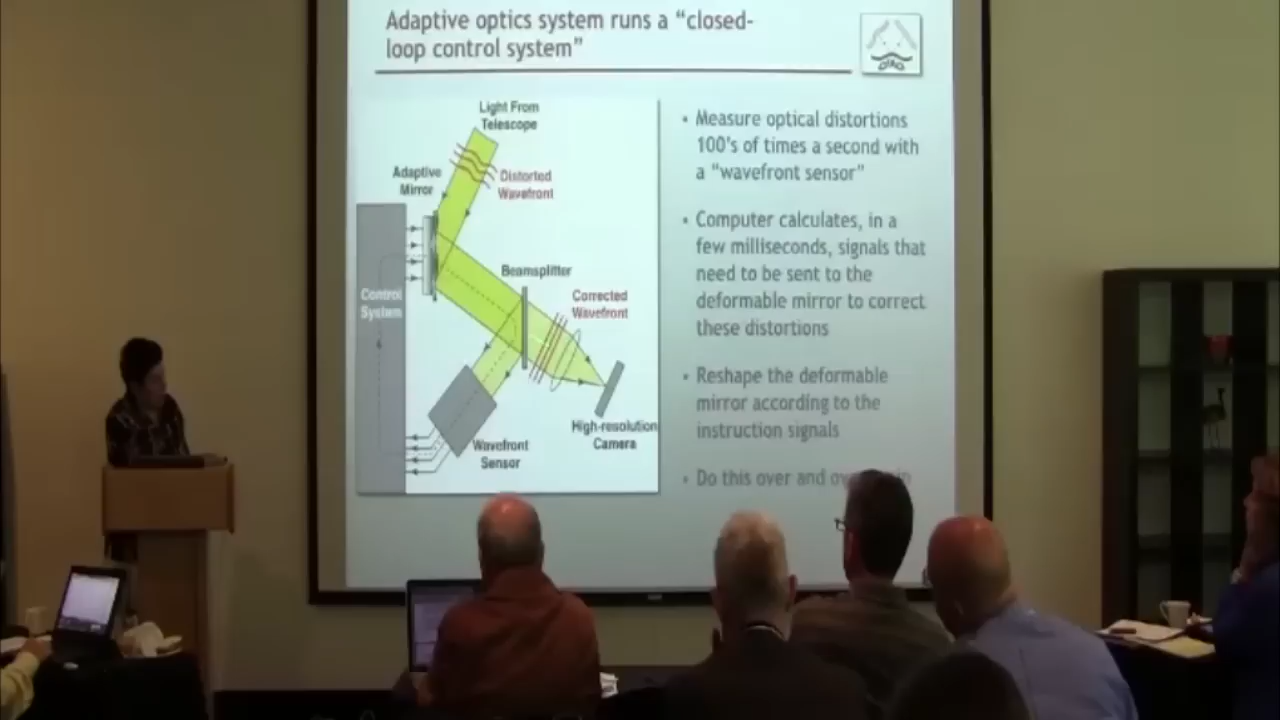 Adaptive optics system runs a “closed-
loop control system”
Light From
Telescope
Adaptive
Mirror
Distorted
Wavefront
Beamsplitter
Corrected
Wavefront
Control
System
High-resolution
Camera
Wavefront
Sensor
• Measure optical distortions
100's of times a second with
a “wavefront sensor”
• Computer calculates, in a
few milliseconds, signals that
need to be sent to the
deformable mirror to correct
these distortions
• Reshape the deformable
mirror according to the
instruction signals
• Do this over and